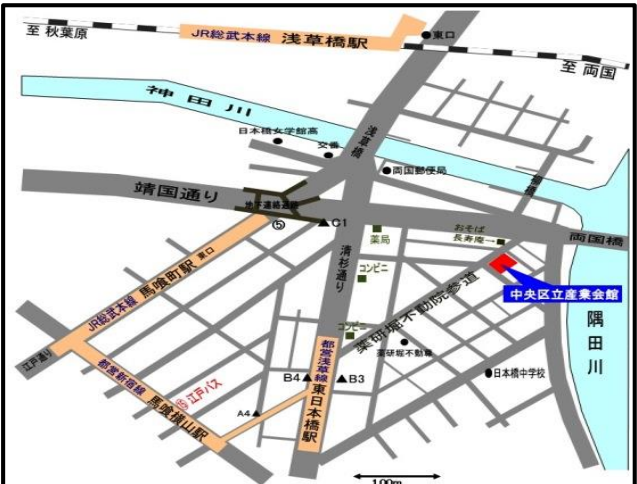 至 秋葉原
JR総武本線 浅草橋駅
東口
至 両国
神田川
日本橋女学館高
交番
浅草橋
両国郵便局
柳橋
靖国通り
地下連絡通路
⑤
C1
薬局
おそば
長寿庵→
両国橋
JR総武本線 馬喰町駅 東口
清杉通り
コンビニ
薬研堀不動院参道
中央区立産業会館
隅田川
コンビニ
薬研堀不動尊
江戸通り
都営新宿線 馬喰横山駅
⑮ 江戸バス
都営浅草線 東日本橋駅
B4
B3
日本橋中学校
A4
100m